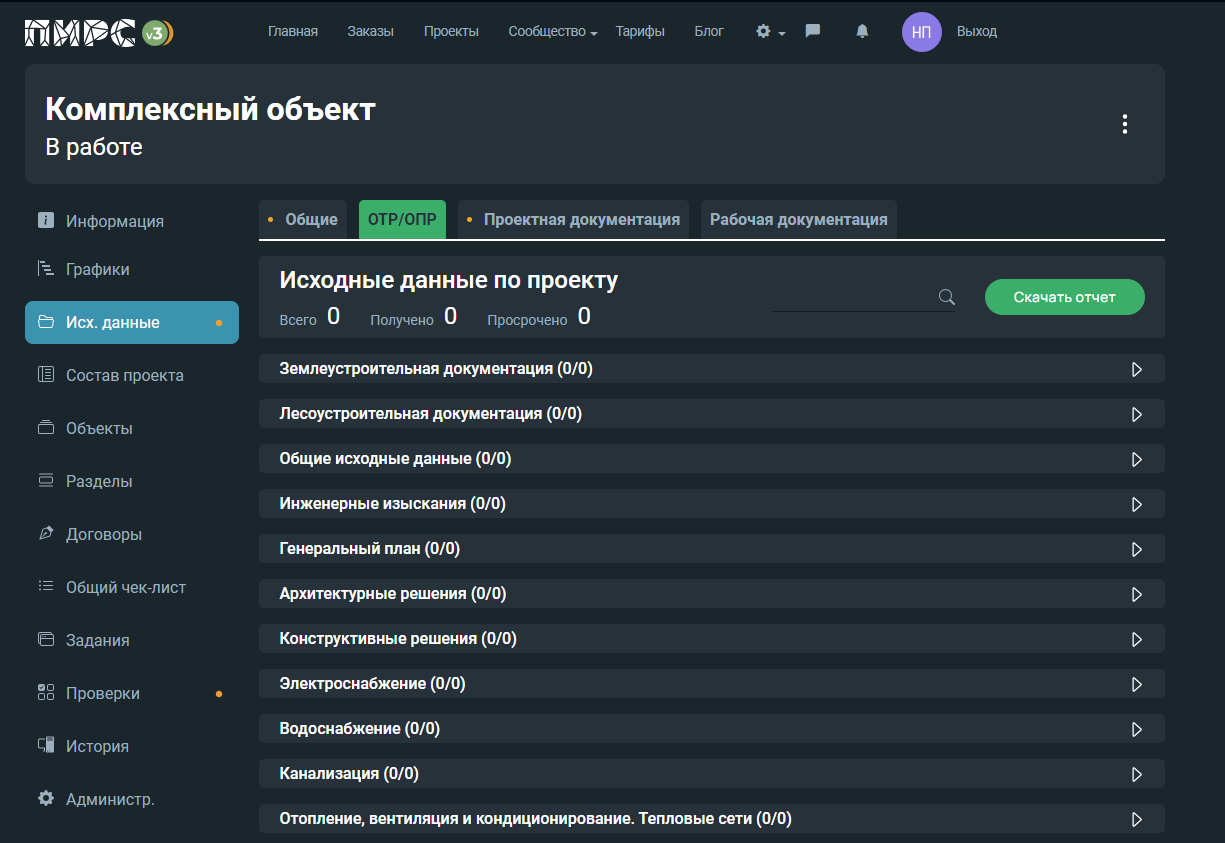 ПИРС v3
Главная Заказы Проекты Сообщество Тарифы Блог НП Выход
Комплексный объект
В работе
Информация
Графики
Исх. данные
Состав проекта
Объекты
Разделы
Договоры
Общий чек-лист
Задания
Проверки
История
Администр.
Общие ОТР/ОПР Проектная документация Рабочая документация
Исходные данные по проекту
Всего 0 Получено 0 Просрочено 0
Скачать отчет
Землеустроительная документация (0/0)
Лесоустроительная документация (0/0)
Общие исходные данные (0/0)
Инженерные изыскания (0/0)
Генеральный план (0/0)
Архитектурные решения (0/0)
Конструктивные решения (0/0)
Электроснабжение (0/0)
Водоснабжение (0/0)
Канализация (0/0)
Отопление, вентиляция и кондиционирование. Тепловые сети (0/0)